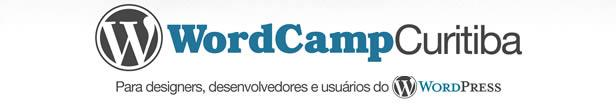 WordCampCuritiba
Para designers, desenvolvedores e usuários do WORDPRESS